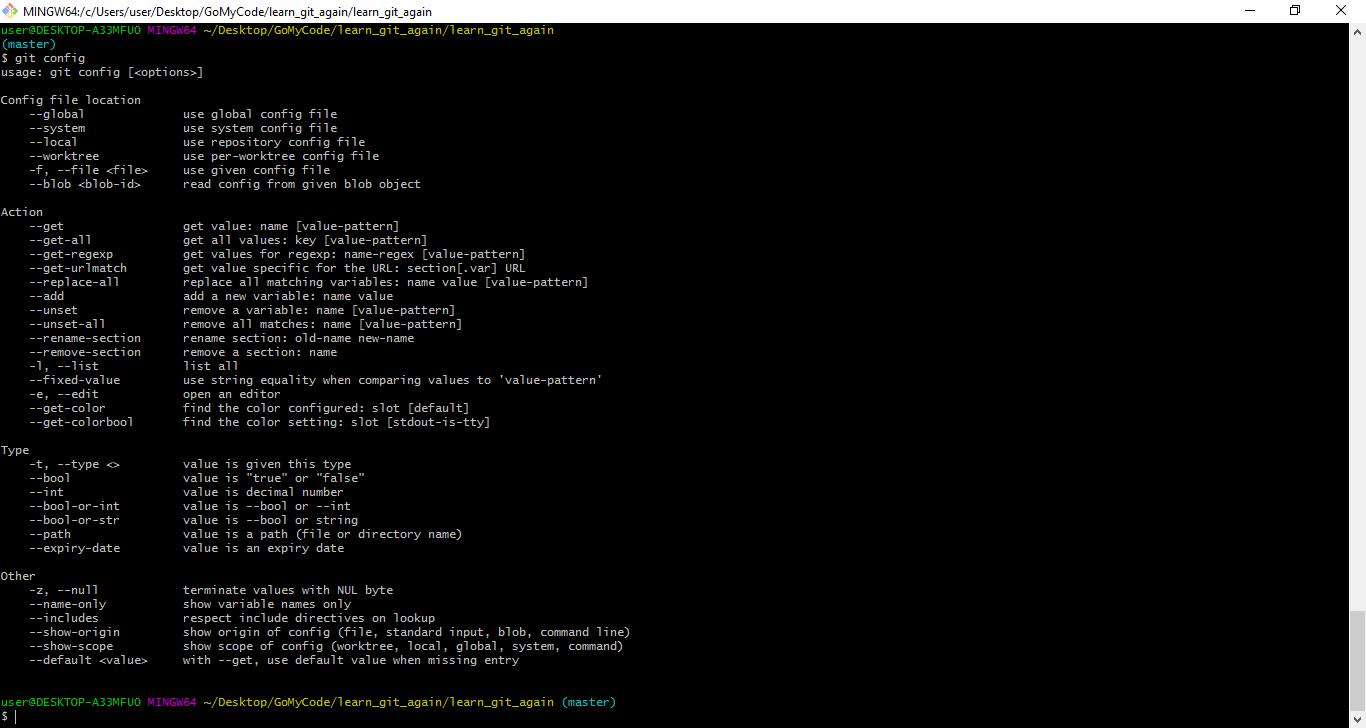 MINGW64:/c/Users/user/Desktop/GoMyCode/learn_git_again/learn_git_again
user@DESKTOP-A33MFUO MINGW64 ~/Desktop/GoMyCode/learn_git_again/learn_git_again
(master)
$ git config
usage: git config [<options>]
Config file location
    --global              use global config file
    --system              use system config file
    --local               use repository config file
    --worktree            use per-worktree config file
    -f, --file <file>     use given config file
    --blob <blob-id>      read config from given blob object
Action
    --get                 get value: name [value-pattern]
    --get-all             get all values: key [value-pattern]
    --get-regexp          get values for regexp: name-regex [value-pattern]
    --get-urlmatch        get value specific for the URL: section[.var] URL
    --replace-all         replace all matching variables: name value [value-pattern]
    --add                 add a new variable: name value
    --unset               remove a variable: name [value-pattern]
    --unset-all           remove all matches: name [value-pattern]
    --rename-section      rename section: old-name new-name
    --remove-section      remove a section: name
    -l, --list            list all
    --fixed-value         use string equality when comparing values to 'value-pattern'
    -e, --edit            open an editor
    --get-color           find the color configured: slot [default]
    --get-colorbool       find the color setting: slot [stdout-is-tty]
Type
    -t, --type <>         value is given this type
    --bool                value is "true" or "false"
    --int                 value is decimal number
    --bool-or-int         value is --bool or --int
    --bool-or-str         value is --bool or string
    --path                value is a path (file or directory name)
    --expiry-date         value is an expiry date
Other
    -z, --null            terminate values with NUL byte
    --name-only           show variable names only
    --includes            respect include directives on lookup
    --show-origin         show origin of config (file, standard input, blob, command line)
    --show-scope          show scope of config (worktree, local, global, system, command)
    --default <value>     with --get, use default value when missing entry
user@DESKTOP-A33MFUO MINGW64 ~/Desktop/GoMyCode/learn_git_again/learn_git_again (master)
$